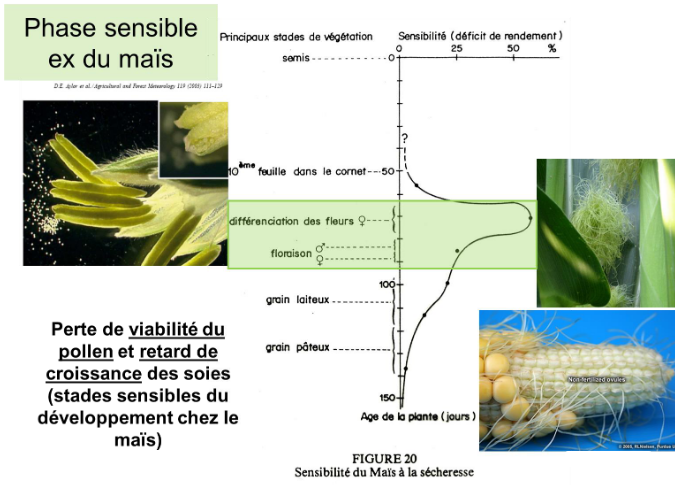 Phase sensible
ex du maïs
D.E. Aylor et al./Agricultural and Forest Meteorology 119 (2003) 111–129
Principaux stades de végétation
Sensibilité (déficit de rendement)
0 25 50 %
semis
0
?
10ème feuille dans le cornet
50
différenciation des fleurs ♀
floraison ♂
♀
100
grain laiteux
grain pâteux
150
Age de la plante (jours)
Perte de viabilité du
pollen et retard de
croissance des soies
(stades sensibles du
développement chez le
maïs)
Non-fertilized ovules
FIGURE 20
Sensibilité du Maïs à la sécheresse